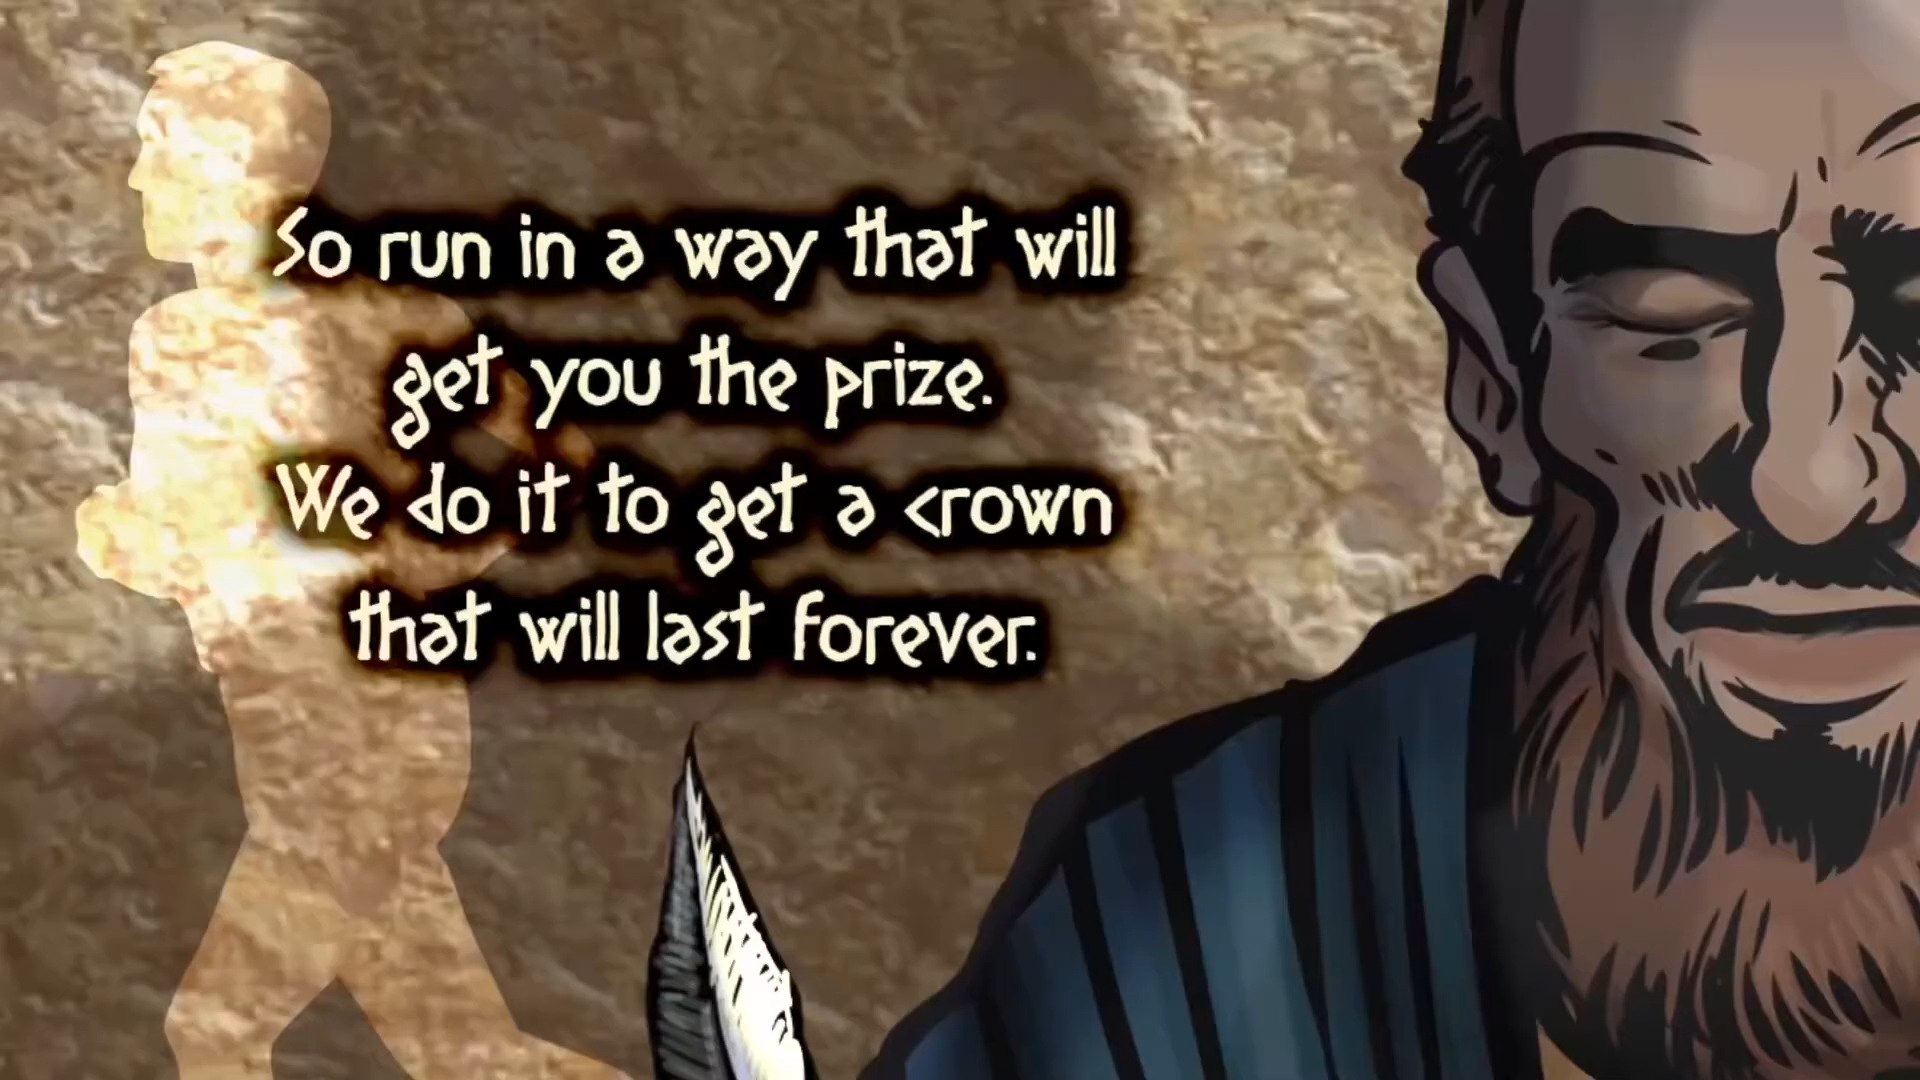 So run in a way that will
get you the prize.
We do it to get a crown
that will last forever.